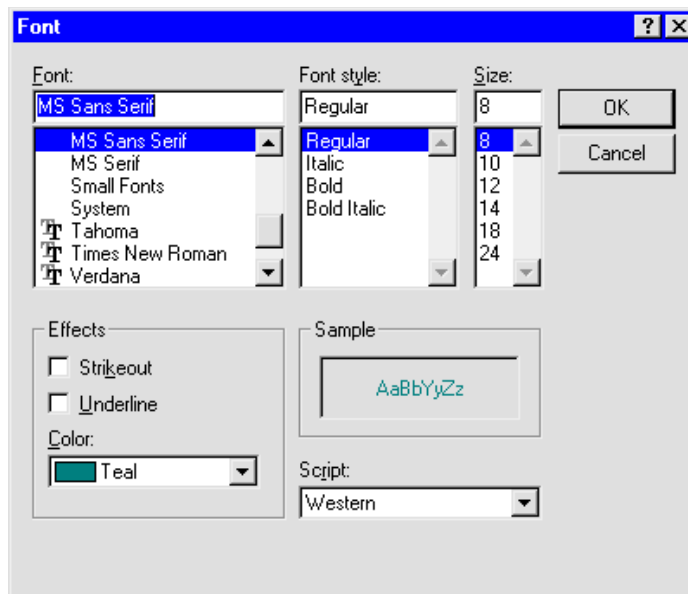 Font
Font:
MS Sans Serif
MS Sans Serif
MS Serif
Small Fonts
System
Tahoma
Times New Roman
Verdana
Font style:
Regular
Regular
Italic
Bold
Bold Italic
Size:
8
8
10
12
14
18
24
OK
Cancel
Effects
Strikeout
Underline
Color:
Teal
Sample
AaBbYyZz
Script:
Western